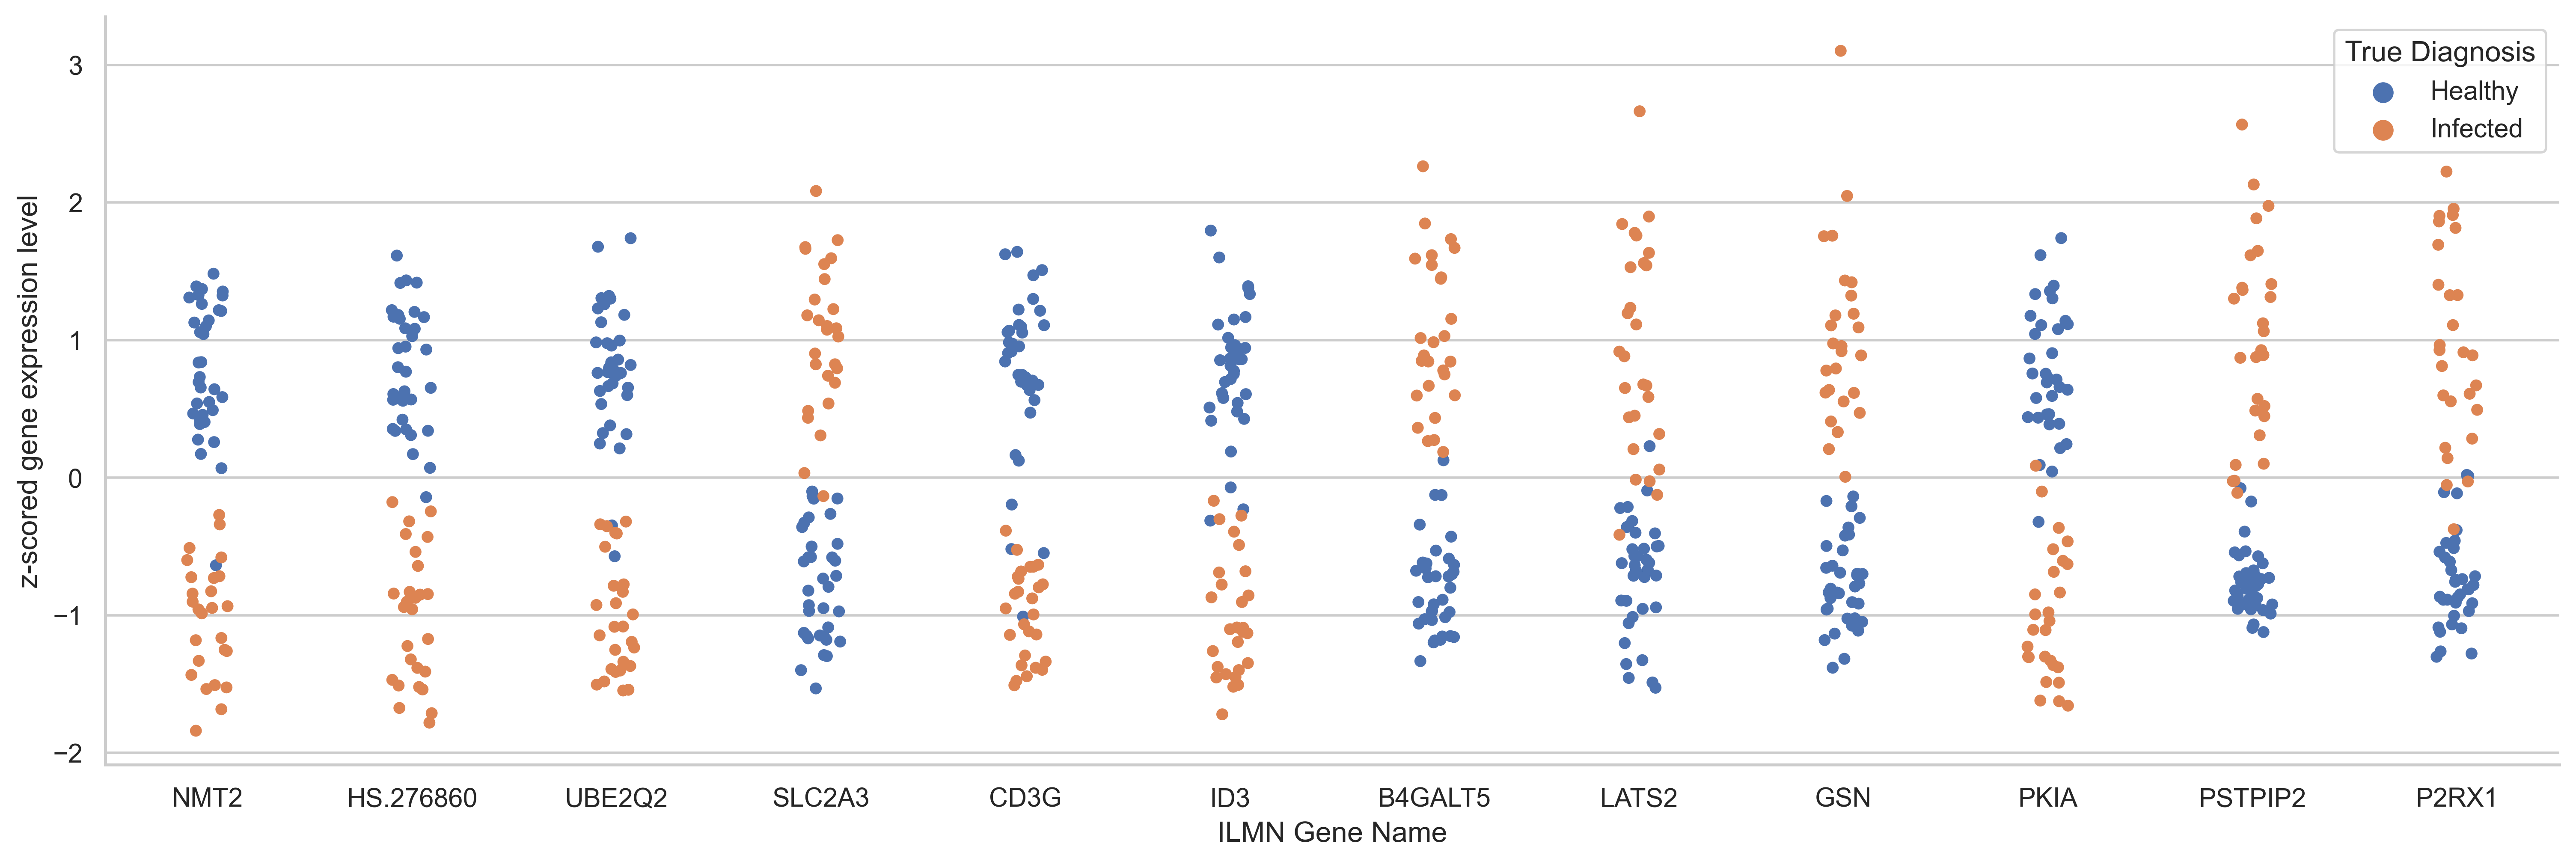 True Diagnosis
Healthy
Infected
z-scored gene expression level
3
2
1
0
−1
−2
NMT2 HS.276860 UBE2Q2 SLC2A3 CD3G ID3 B4GALT5 LATS2 GSN PKIA PSTPIP2 P2RX1
ILMN Gene Name